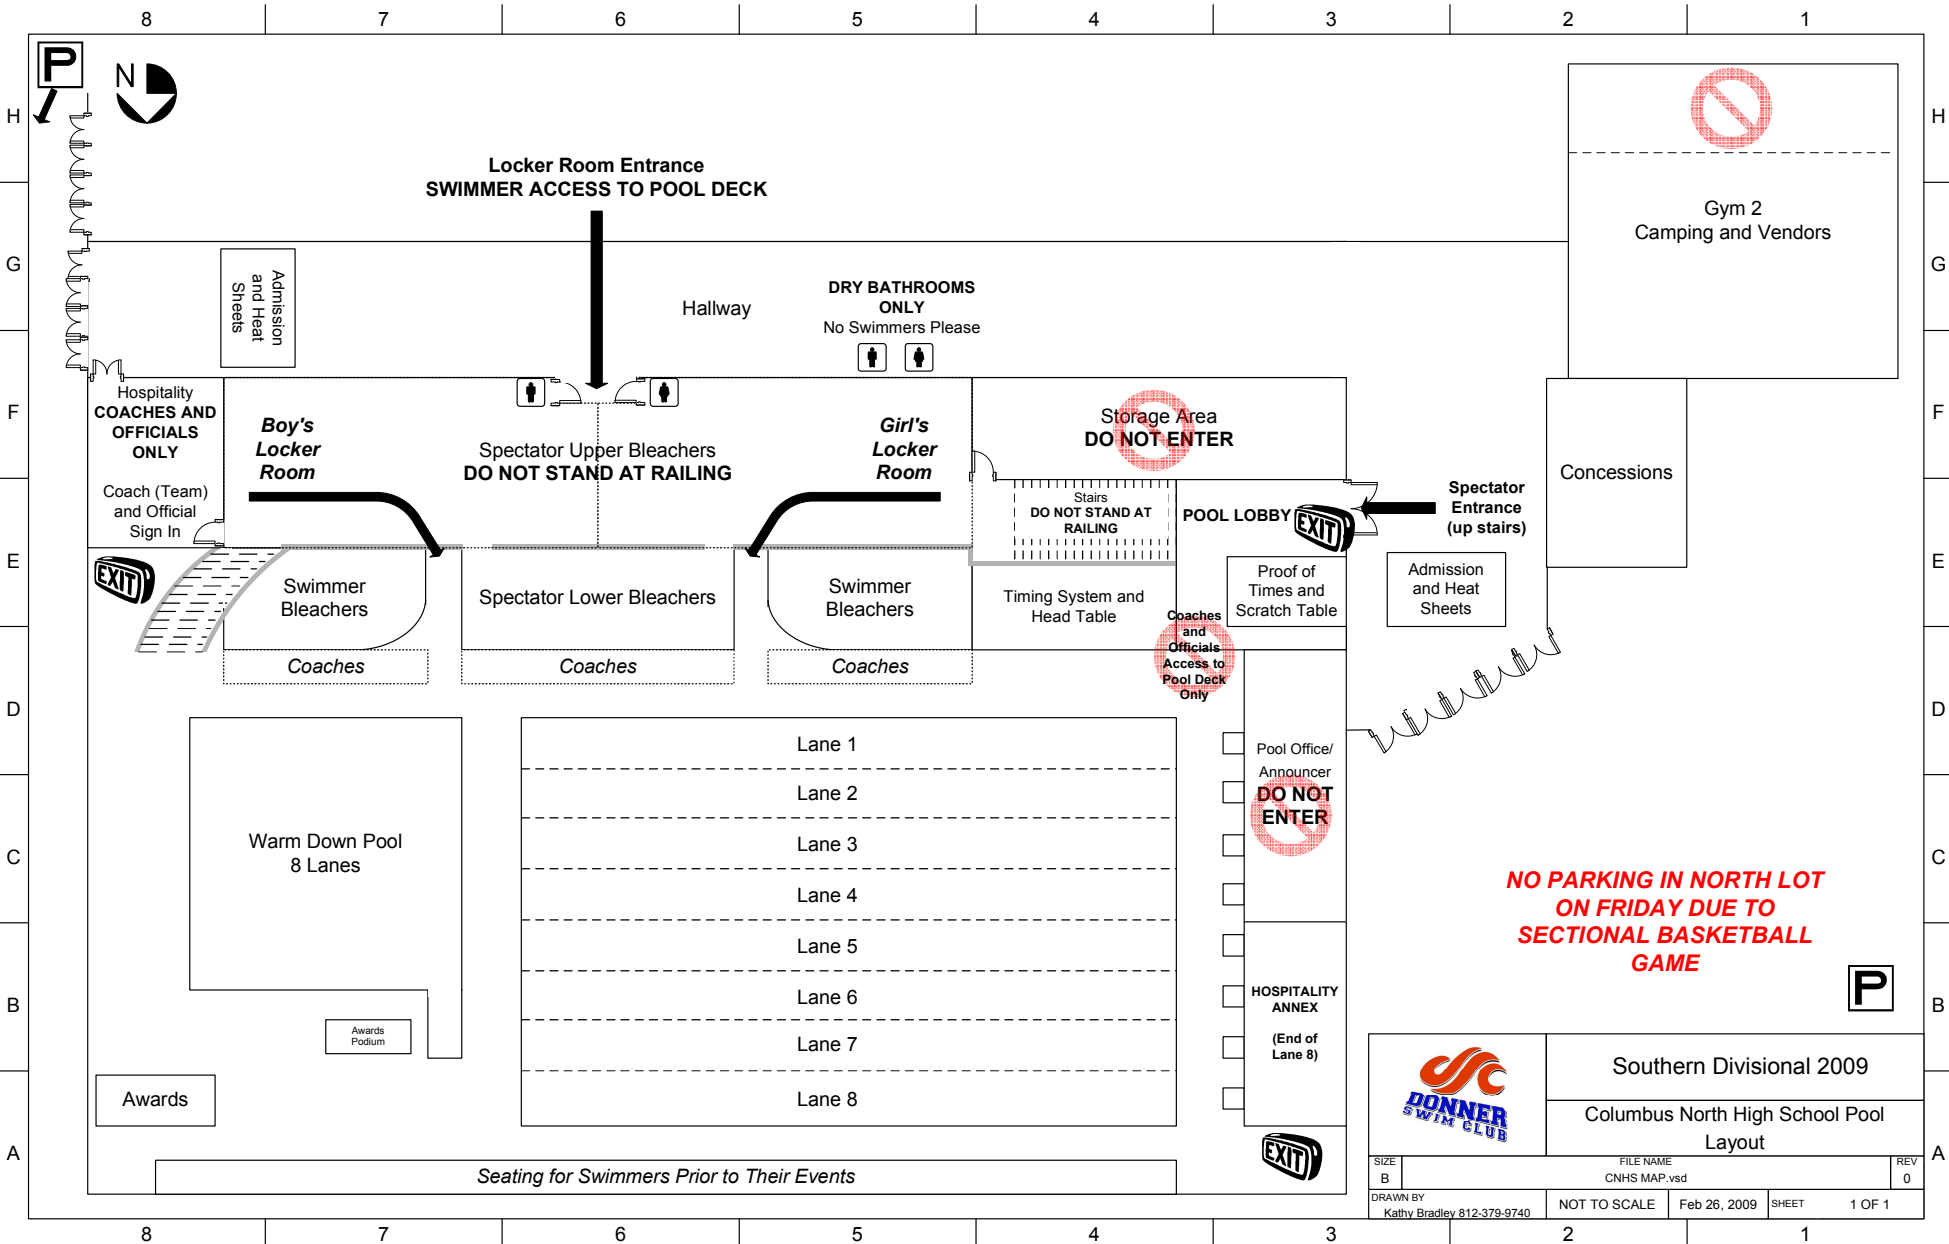 8 7 6 5 4 3 2 1
P
N
H H
Locker Room Entrance
SWIMMER ACCESS TO POOL DECK
Gym 2
Camping and Vendors
G G
Admission
and Heat
Sheets
Hallway
DRY BATHROOMS
ONLY
No Swimmers Please
F F
Hospitality
COACHES AND
OFFICIALS
ONLY
Coach (Team)
and Official
Sign In
Boy's
Locker
Room
Spectator Upper Bleachers
DO NOT STAND AT RAILING
Girl's
Locker
Room
Storage Area
DO NOT ENTER
Concessions
Stairs
DO NOT STAND AT
RAILING
POOL LOBBY
EXIT
Spectator
Entrance
(up stairs)
E E
EXIT
Swimmer
Bleachers
Spectator Lower Bleachers
Swimmer
Bleachers
Timing System and
Head Table
Proof of
Times and
Scratch Table
Admission
and Heat
Sheets
Coaches
and
Officials
Access to
Pool Deck
Only
Coaches
Coaches
Coaches
D D
Lane 1
Lane 2
Lane 3
Lane 4
Lane 5
Lane 6
Lane 7
Lane 8
Pool Office/
Announcer
DO NOT
ENTER
Warm Down Pool
8 Lanes
C C
NO PARKING IN NORTH LOT
ON FRIDAY DUE TO
SECTIONAL BASKETBALL
GAME
P
B B
HOSPITALITY
ANNEX
(End of
Lane 8)
Awards
Podium
Awards
EXIT
A A
Seating for Swimmers Prior to Their Events
DSC
DONNER
SWIM CLUB
Southern Divisional 2009
Columbus North High School Pool
Layout
SIZE
B
FILE NAME
CNHS MAP.vsd
REV
0
DRAWN BY
Kathy Bradley 812-379-9740
NOT TO SCALE
Feb 26, 2009
SHEET
1 OF 1
8 7 6 5 4 3 2 1